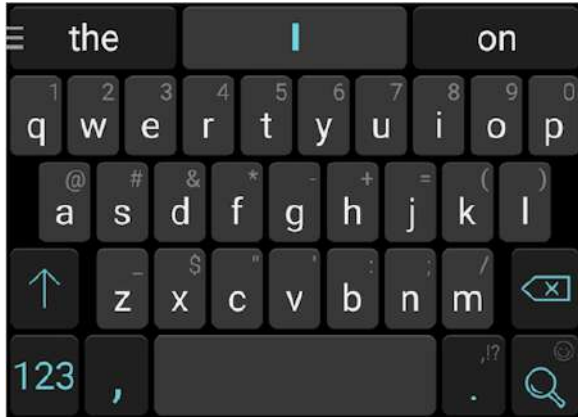 the I on
1 2 3 4 5 6 7 8 9 0
q w e r t y u i o p
@ # & * - + = ( )
a s d f g h j k l
_ $ " ' : ; /
z x c v b n m
,!?
123 , .